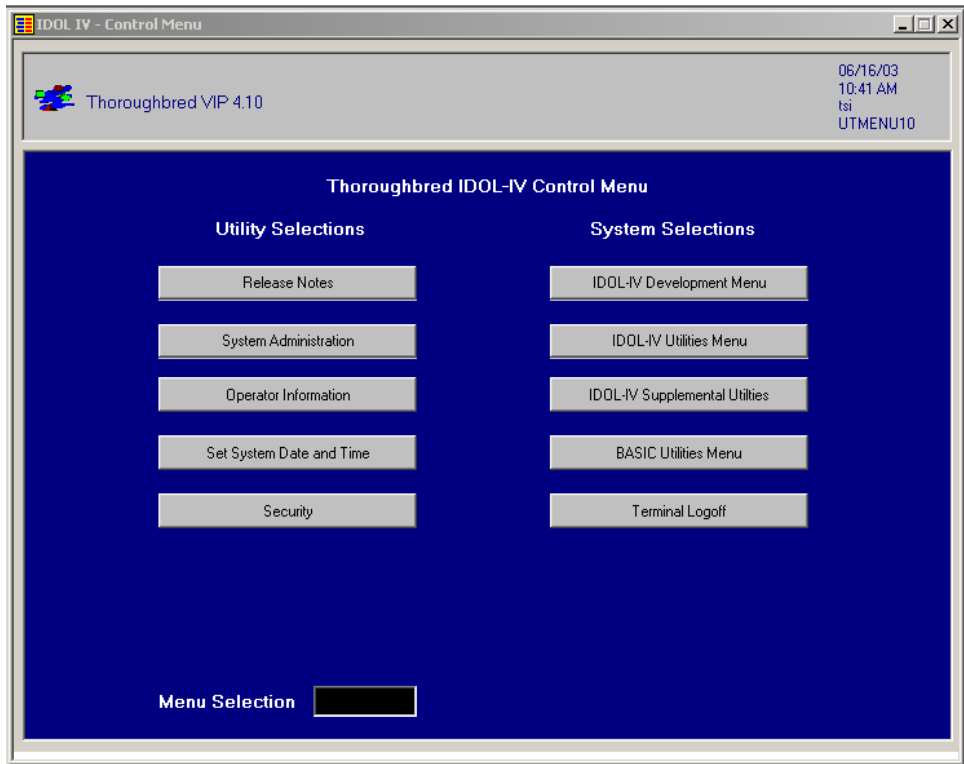 IDOL IV - Control Menu
Thoroughbred VIP 4.10
06/16/03
10:41 AM
tsi
UTMENU10
Thoroughbred IDOL-IV Control Menu
Utility Selections
Release Notes
System Administration
Operator Information
Set System Date and Time
Security
System Selections
IDOL-IV Development Menu
IDOL-IV Utilities Menu
IDOL-IV Supplemental Utilties
BASIC Utilities Menu
Terminal Logoff
Menu Selection